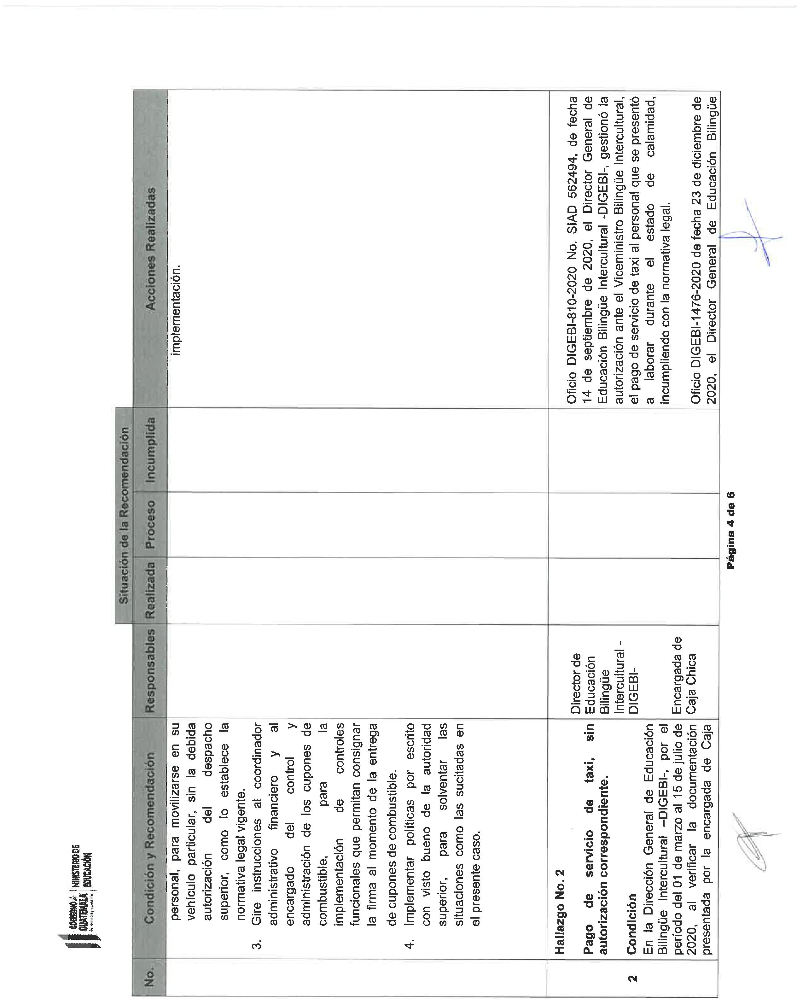 GOBIERNO de
GUATEMALA
MINISTERIO DE
EDUCACIÓN
Situación de la Recomendación
No.
Condición y Recomendación
Responsables
Realizada
Proceso
Incumplida
Acciones Realizadas
personal, para movilizarse en su
vehículo particular, sin la debida
autorización del despacho
superior, como lo establece la
normativa legal vigente.
3. Gire instrucciones al coordinador
administrativo financiero y al
encargado del control y
administración de los cupones de
combustible, para la
implementación de controles
funcionales que permitan consignar
la firma al momento de la entrega
de cupones de combustible.
4. Implementar políticas por escrito
con visto bueno de la autoridad
superior, para solventar las
situaciones como las sucitadas en
el presente caso.
implementación.
2
Hallazgo No. 2
Pago de servicio de taxi, sin
autorización correspondiente.
Condición
En la Dirección General de Educación
Bilingüe Intercultural –DIGEBI-, por el
período del 01 de marzo al 15 de julio de
2020, al verificar la documentación
presentada por la encargada de Caja
Director de
Educación
Bilingüe
Intercultural -
DIGEBI-
Encargada de
Caja Chica
Oficio DIGEBI-810-2020 No. SIAD 562494, de fecha
14 de septiembre de 2020, el Director General de
Educación Bilingüe Intercultural -DIGEBI-, gestionó la
autorización ante el Viceministro Bilingüe Intercultural,
el pago de servicio de taxi al personal que se presentó
a laborar durante el estado de calamidad,
incumpliendo con la normativa legal.
Oficio DIGEBI-1476-2020 de fecha 23 de diciembre de
2020, el Director General de Educación Bilingüe
Página 4 de 6